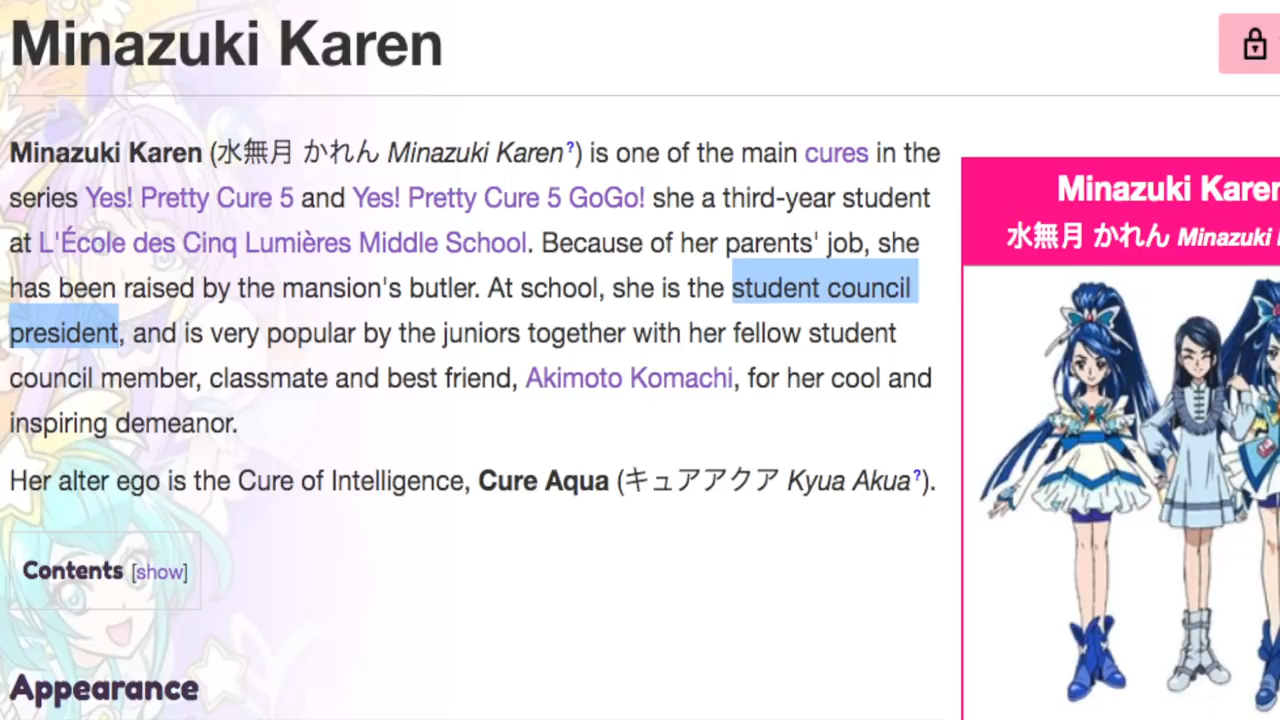 Minazuki Karen
Minazuki Karen (水無月 かれん Minazuki Karen?) is one of the main cures in the
series Yes! Pretty Cure 5 and Yes! Pretty Cure 5 GoGo! she a third-year student
at L'École des Cinq Lumières Middle School. Because of her parents' job, she
has been raised by the mansion's butler. At school, she is the student council
president, and is very popular by the juniors together with her fellow student
council member, classmate and best friend, Akimoto Komachi, for her cool and
inspiring demeanor.
Her alter ego is the Cure of Intelligence, Cure Aqua (キュアアクア Kyua Akua?).
Contents [show]
Appearance
Minazuki Karen
水無月 かれん Minazuki